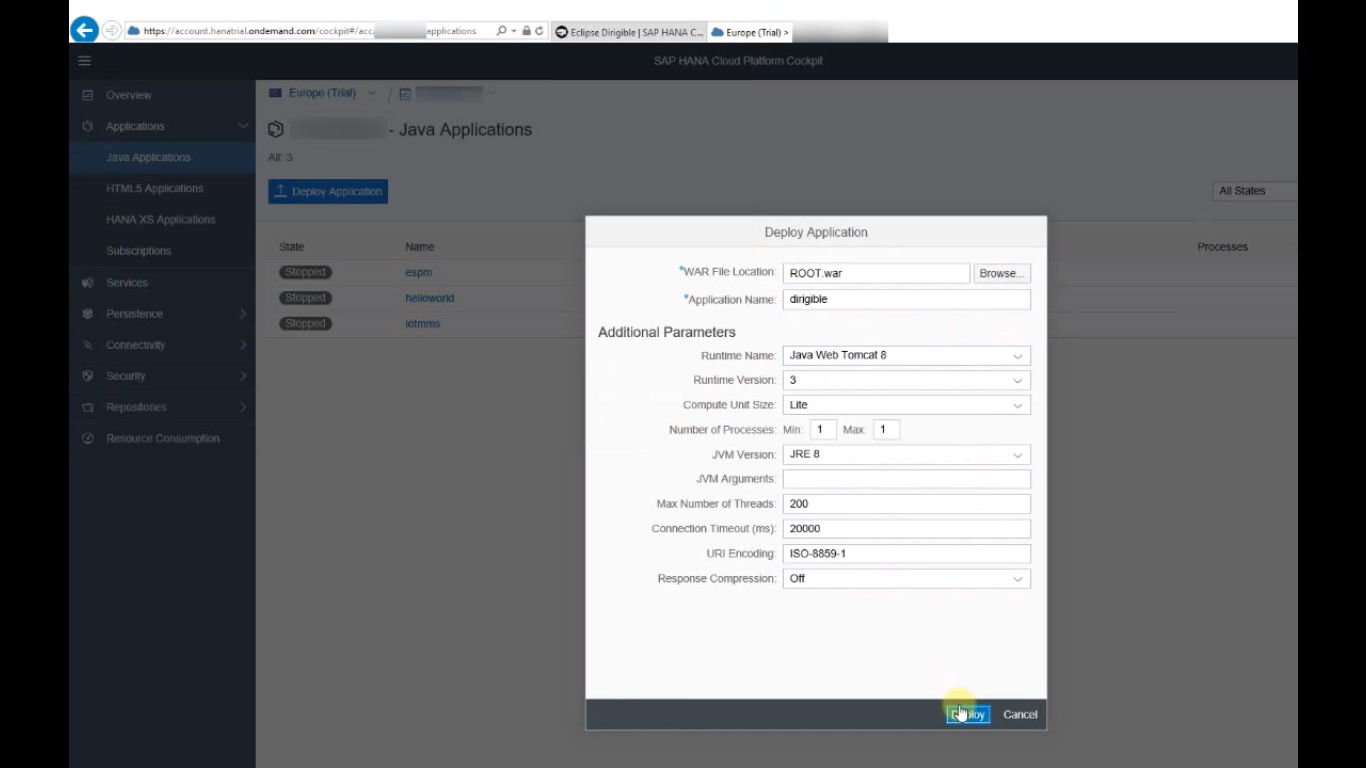 https://account.hanatrial.ondemand.com/cockpit#/acc applications
Eclipse Dirigible | SAP HANA C...
Europe (Trial) >
SAP HANA Cloud Platform Cockpit
Overview
Applications
Java Applications
HTML5 Applications
HANA XS Applications
Subscriptions
Services
Persistence
Connectivity
Security
Repositories
Resource Consumption
Europe (Trial) /
- Java Applications
All: 3
Deploy Application
All States
State Name Processes
Stopped espm
Stopped helloworld
Stopped iotmms
Deploy Application
*WAR File Location: ROOT.war Browse...
*Application Name: dirigible
Additional Parameters
Runtime Name: Java Web Tomcat 8
Runtime Version: 3
Compute Unit Size: Lite
Number of Processes: Min: 1 Max: 1
JVM Version: JRE 8
JVM Arguments:
Max Number of Threads: 200
Connection Timeout (ms): 20000
URI Encoding: ISO-8859-1
Response Compression: Off
Deploy Cancel